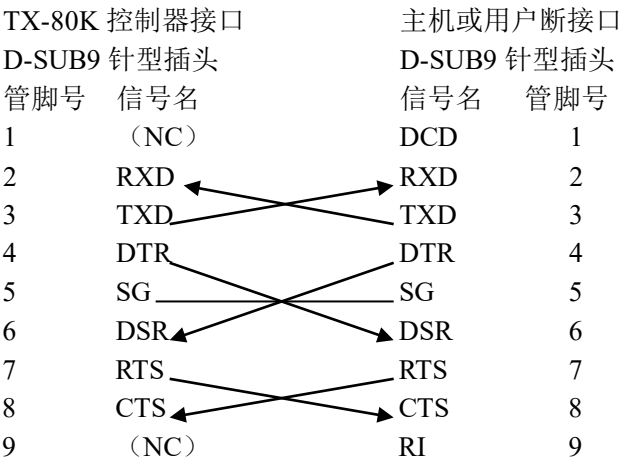 TX-80K 控制器接口 主机或用户断接口
D-SUB9 针型插头 D-SUB9 针型插头
管脚号 信号名 信号名 管脚号
1 （NC） DCD 1
2 RXD RXD 2
3 TXD TXD 3
4 DTR DTR 4
5 SG SG 5
6 DSR DSR 6
7 RTS RTS 7
8 CTS CTS 8
9 （NC） RI 9